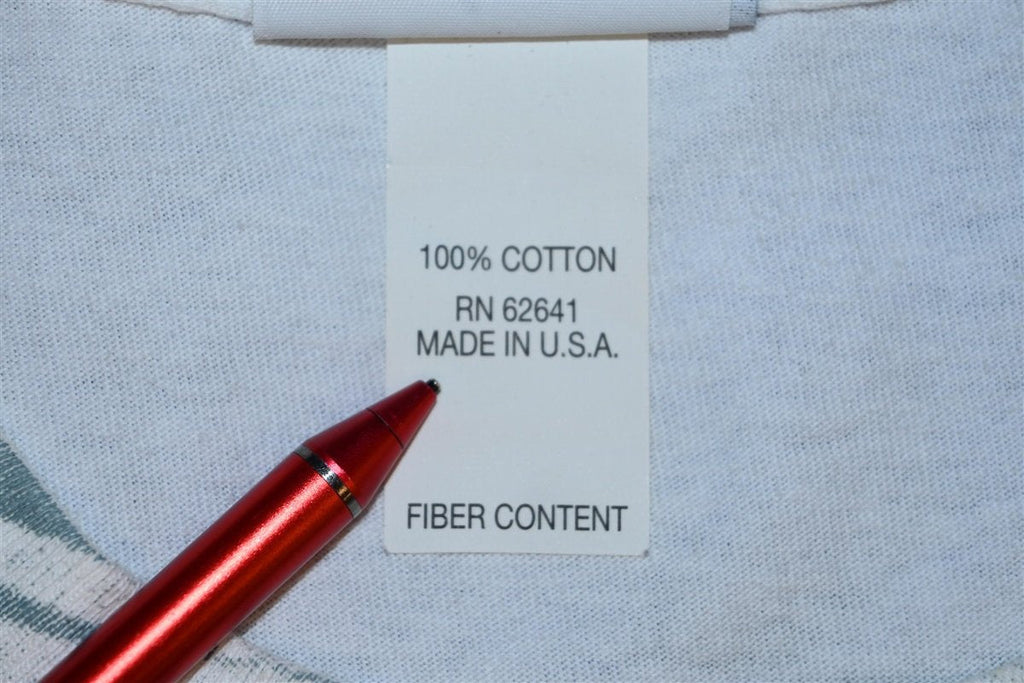 100% COTTON
RN 62641
MADE IN U.S.A.
FIBER CONTENT